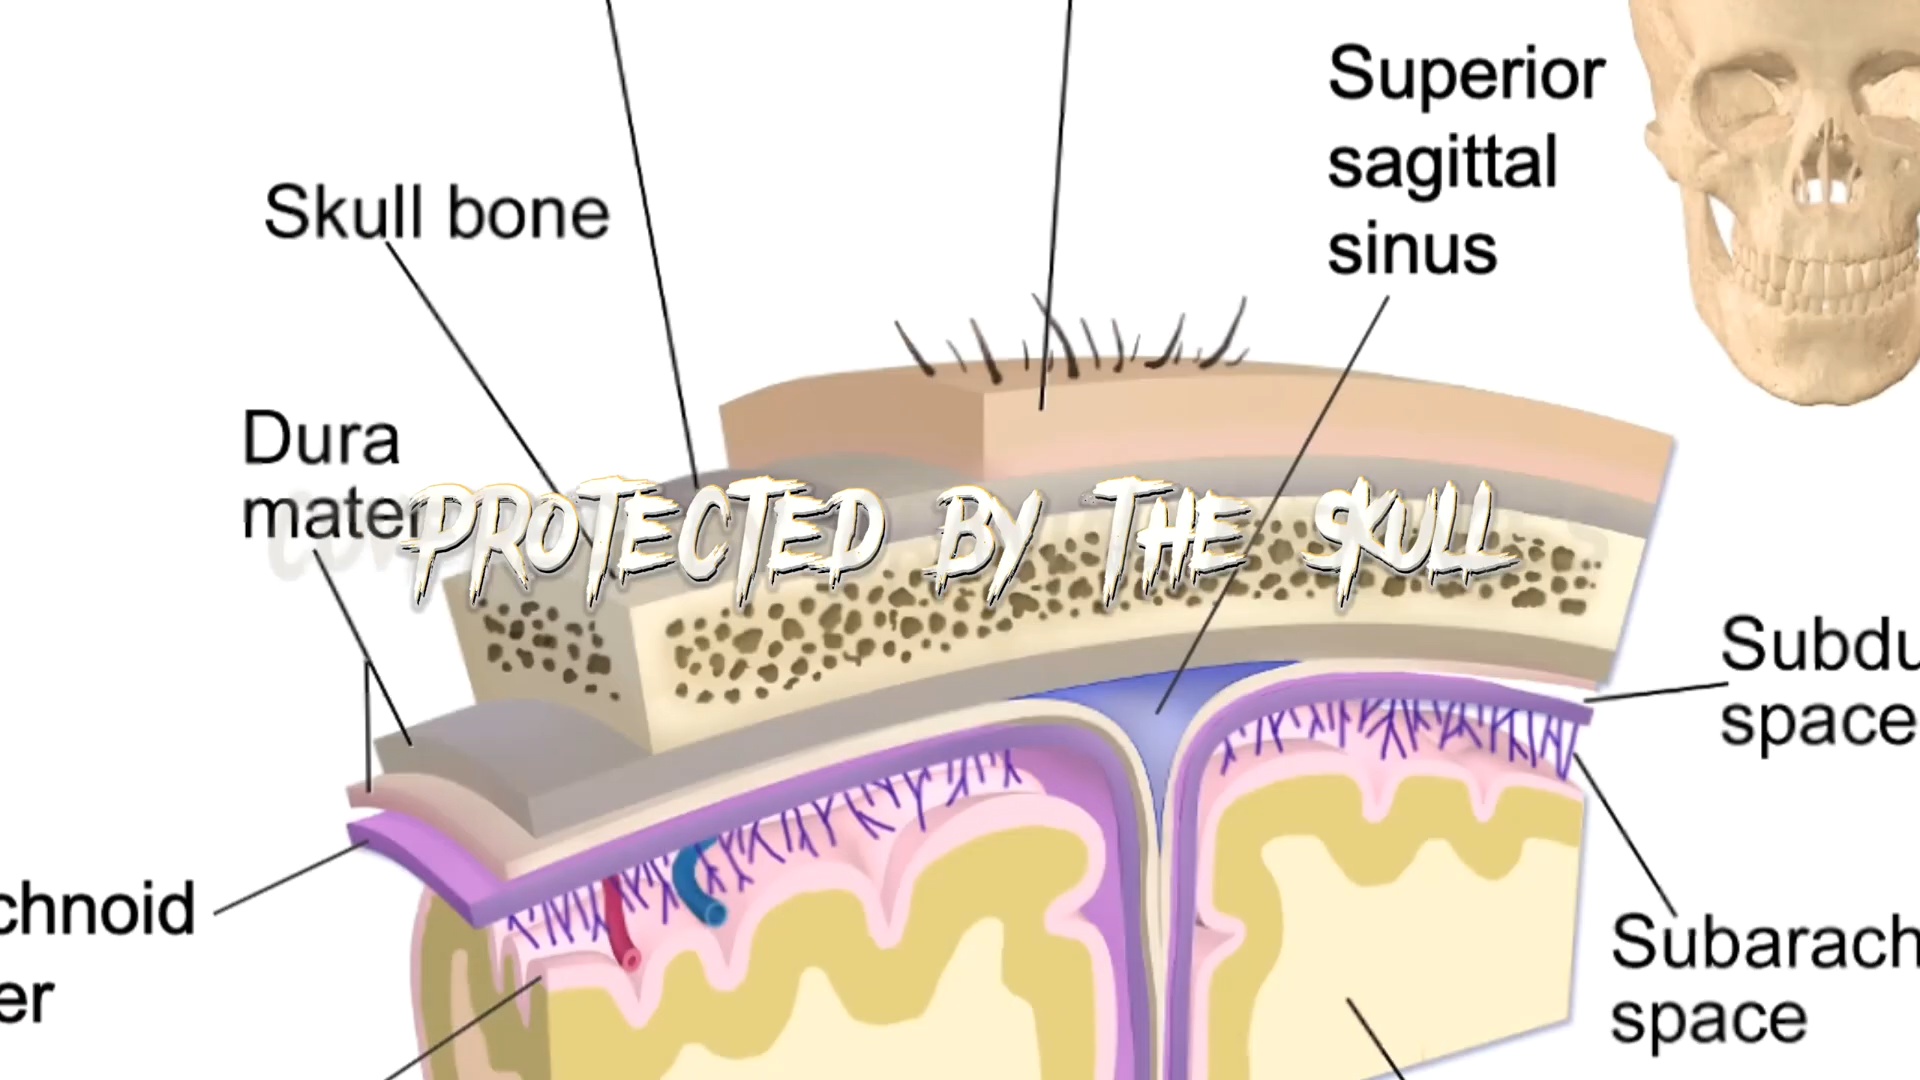 Superior
sagittal
sinus
Skull bone
Dura
mater
PROTECTED BY THE SKULL
Subdu
space
chnoid
er
Subarach
space